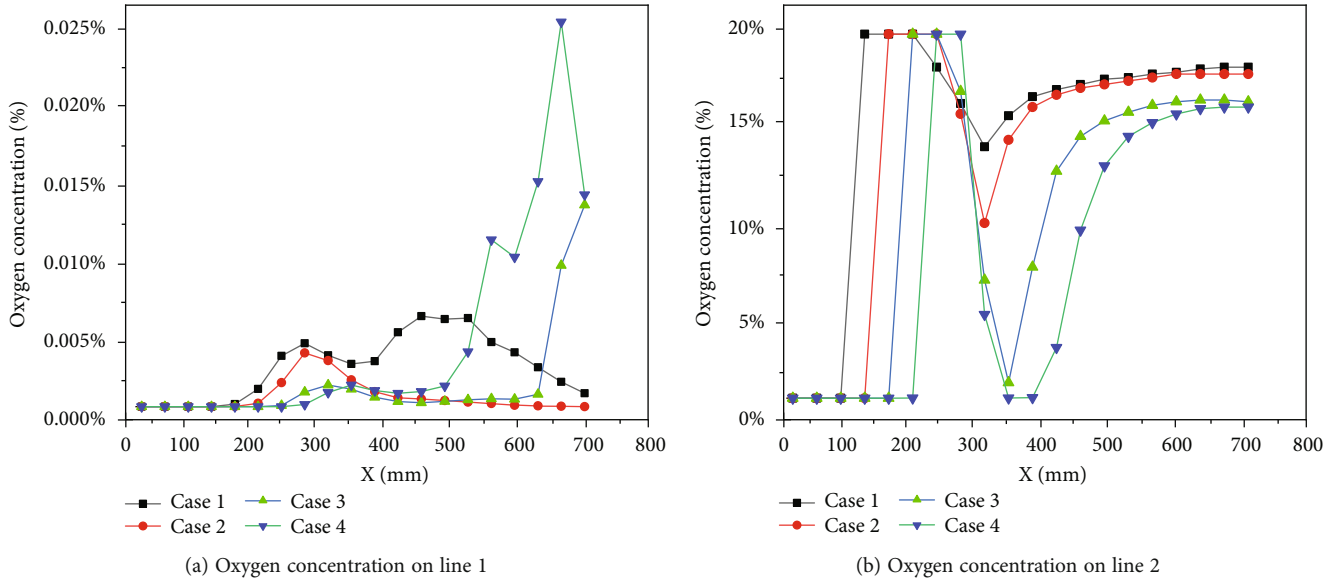 0.025%
0.020%
0.015%
0.010%
0.005%
0.000%
Oxygen concentration (%)
0 100 200 300 400 500 600 700 800
X (mm)
Case 1 Case 3
Case 2 Case 4
(a) Oxygen concentration on line 1
20%
15%
10%
5%
0%
Oxygen concentration (%)
0 100 200 300 400 500 600 700 800
X (mm)
Case 1 Case 3
Case 2 Case 4
(b) Oxygen concentration on line 2